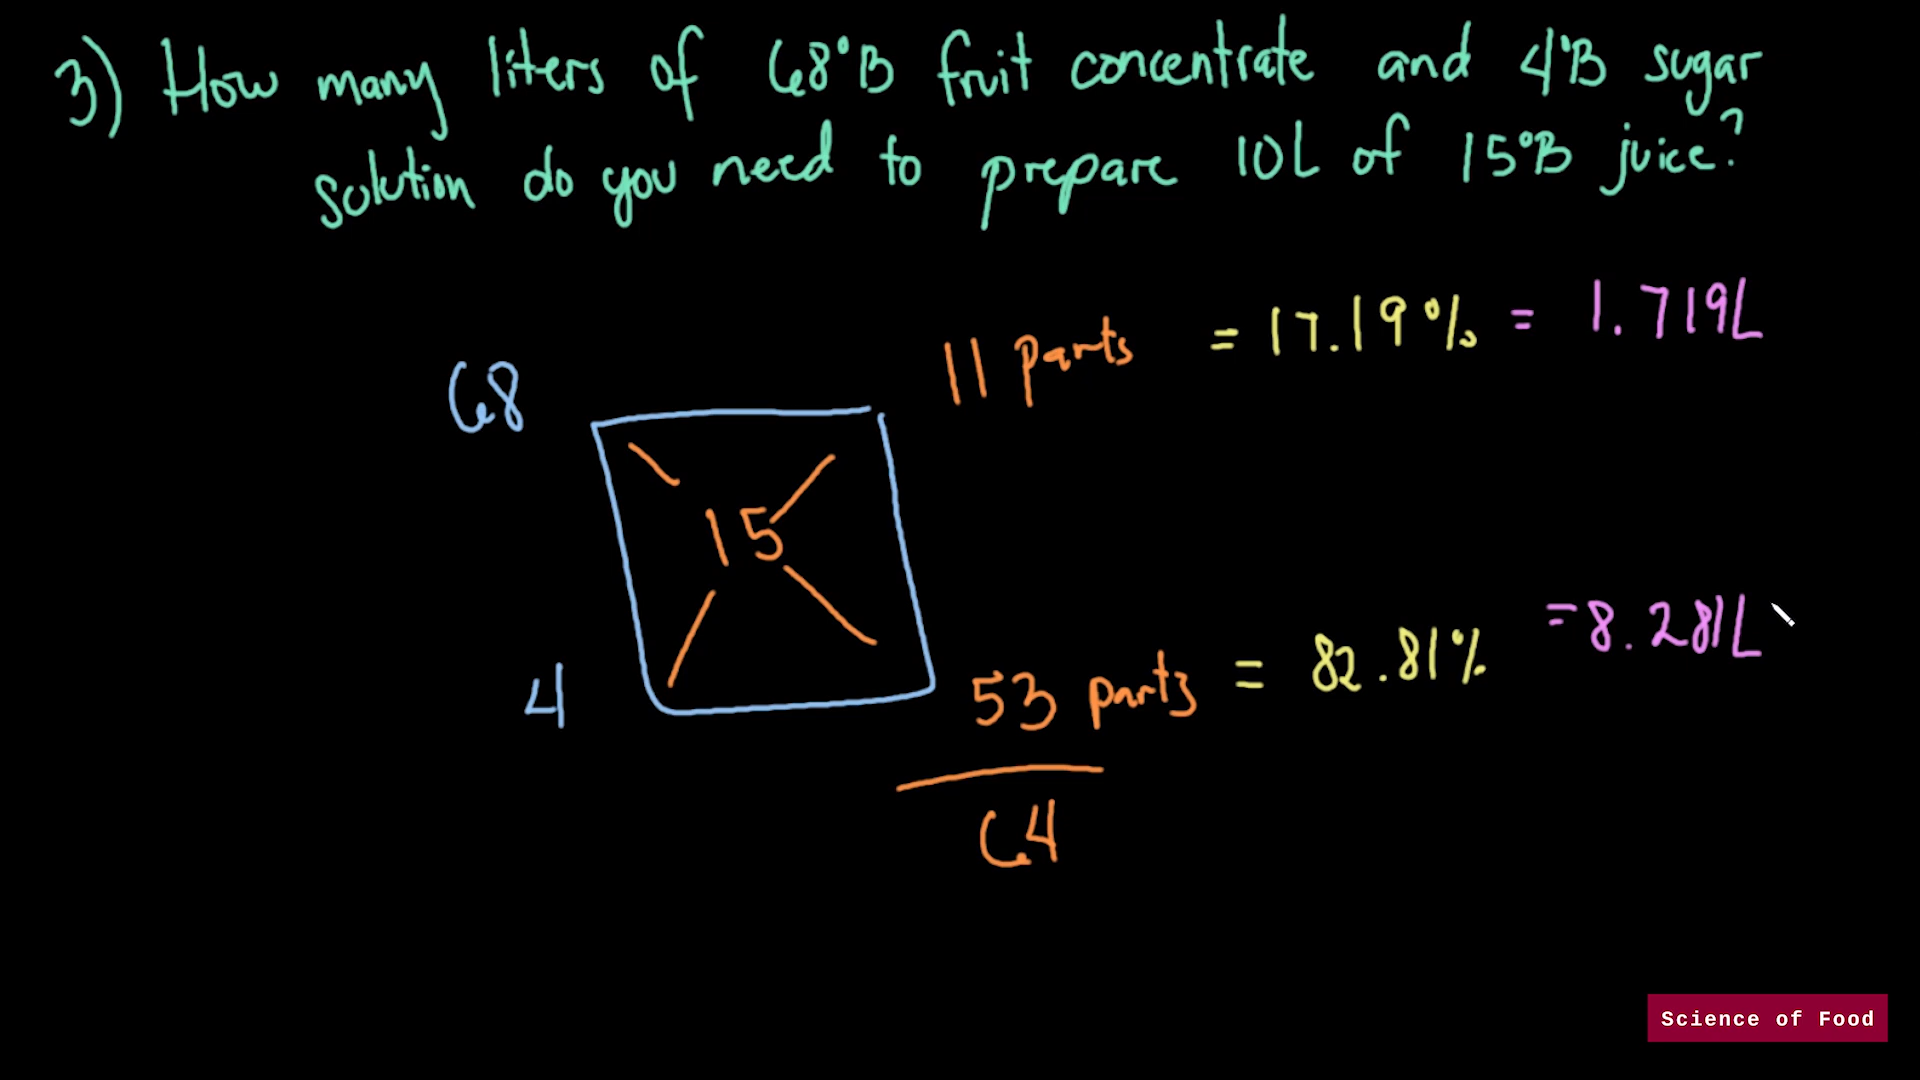 3) How many liters of 68°B fruit concentrate and 4°B sugar
solution do you need to prepare 10L of 15°B juice?
11 parts = 17.19% = 1.719L
68
15
4
53 parts = 82.81% = 8.281L
64
Science of Food